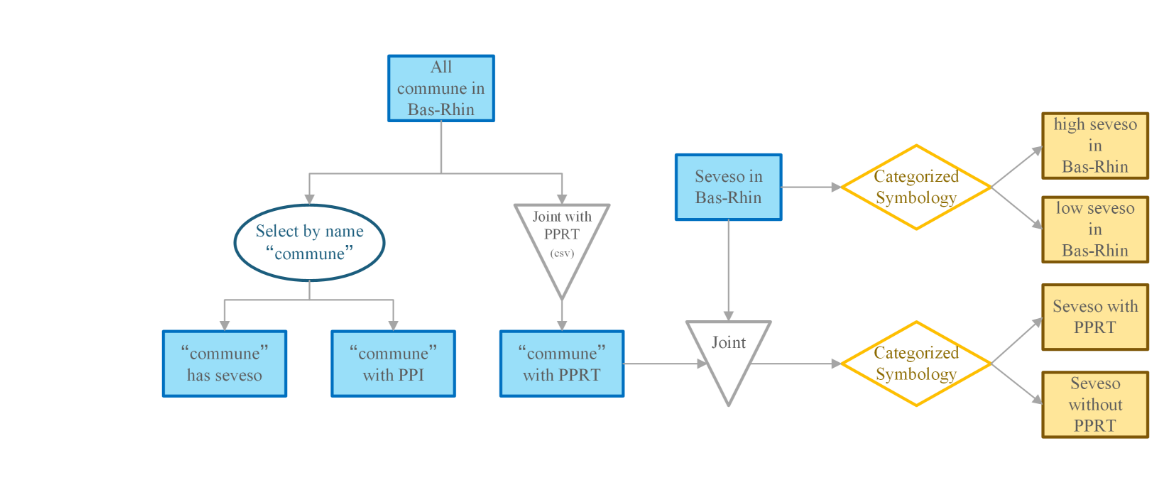 All
commune in
Bas-Rhin
Select by name
“commune”
Joint with
PPRT
(csv)
“commune”
has seveso
“commune”
with PPI
“commune”
with PPRT
Seveso in
Bas-Rhin
Joint
Categorized
Symbology
high seveso
in
Bas-Rhin
low seveso
in
Bas-Rhin
Categorized
Symbology
Seveso with
PPRT
Seveso
without
PPRT